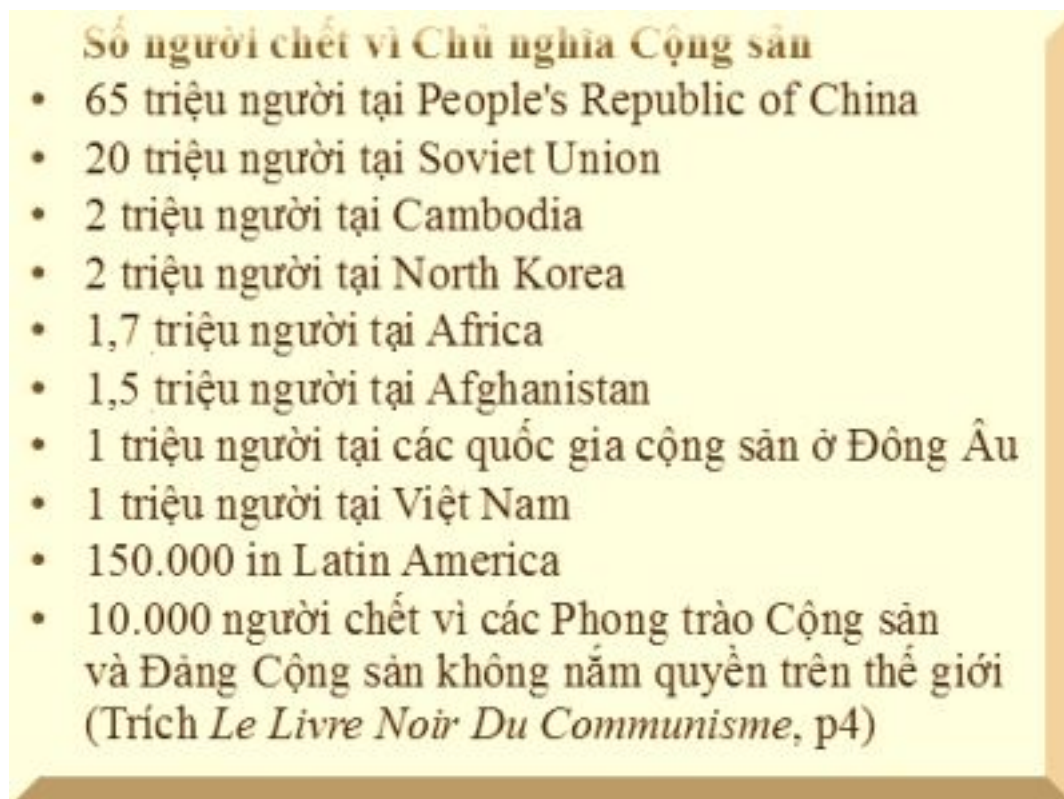 Số người chết vì Chủ nghĩa Cộng sản
• 65 triệu người tại People's Republic of China
• 20 triệu người tại Soviet Union
• 2 triệu người tại Cambodia
• 2 triệu người tại North Korea
• 1,7 triệu người tại Africa
• 1,5 triệu người tại Afghanistan
• 1 triệu người tại các quốc gia cộng sản ở Đông Âu
• 1 triệu người tại Việt Nam
• 150.000 in Latin America
• 10.000 người chết vì các Phong trào Cộng sản
và Đảng Cộng sản không nắm quyền trên thế giới
(Trích Le Livre Noir Du Communisme, p4)